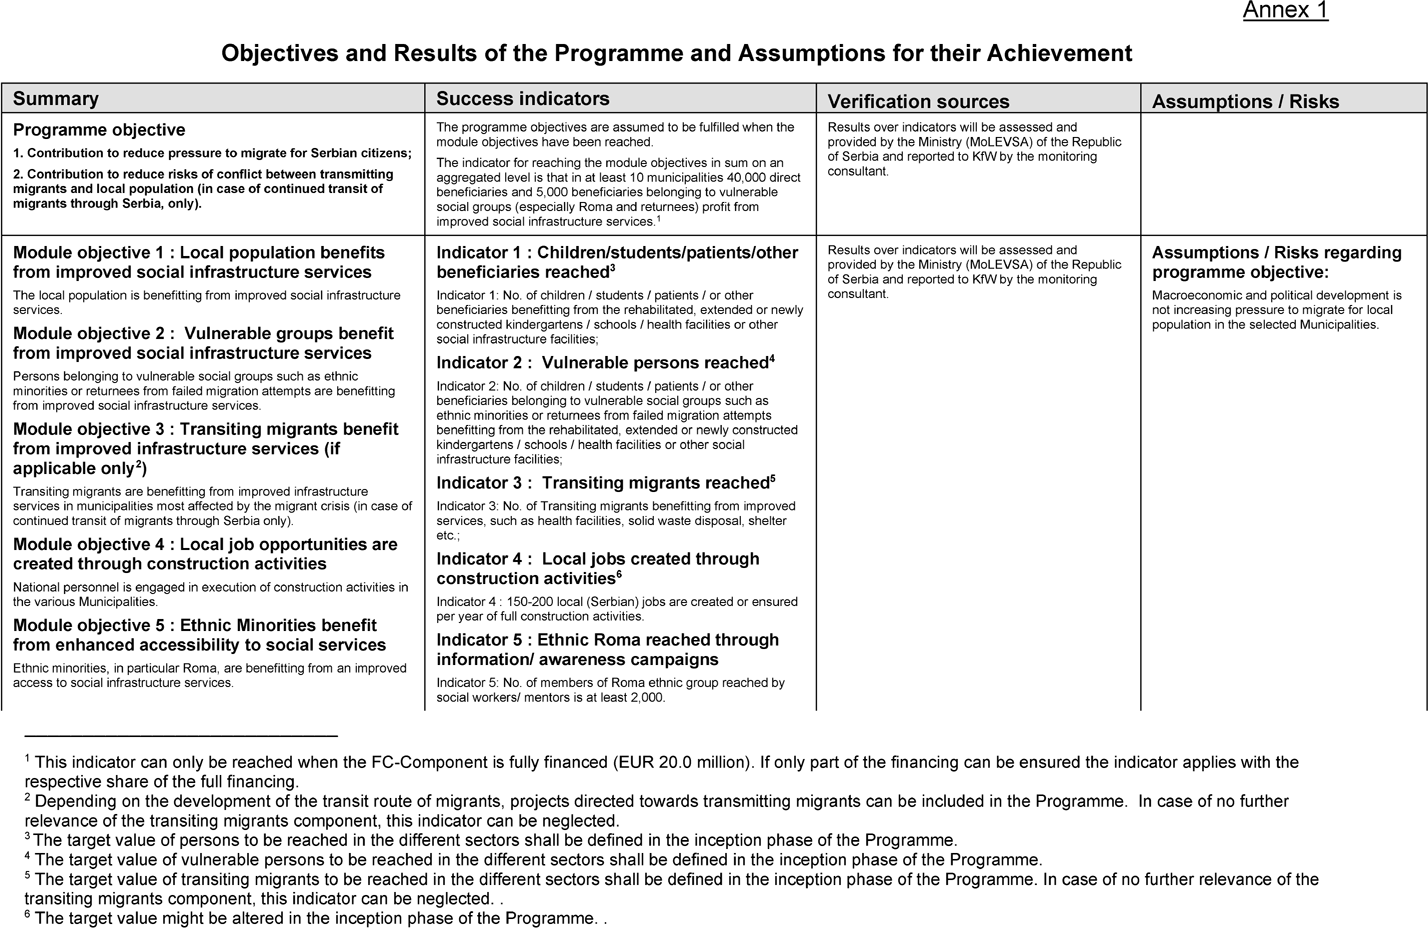 Annex 1
Objectives and Results of the Programme and Assumptions for their Achievement
Summary
Success indicators
Verification sources
Assumptions / Risks
Programme objective
1. Contribution to reduce pressure to migrate for Serbian citizens;
2. Contribution to reduce risks of conflict between transmitting
migrants and local population (in case of continued transit of
migrants through Serbia, only).
The programme objectives are assumed to be fulfilled when the
module objectives have been reached.
The indicator for reaching the module objectives in sum on an
aggregated level is that in at least 10 municipalities 40,000 direct
beneficiaries and 5,000 beneficiaries belonging to vulnerable
social groups (especially Roma and returnees) profit from
improved social infrastructure services.1
Results over indicators will be assessed and
provided by the Ministry (MoLEVSA) of the Republic
of Serbia and reported to KfW by the monitoring
consultant.
Module objective 1 : Local population benefits
from improved social infrastructure services
The local population is benefitting from improved social infrastructure
services.
Module objective 2 :  Vulnerable groups benefit
from improved social infrastructure services
Persons belonging to vulnerable social groups such as ethnic
minorities or returnees from failed migration attempts are benefitting
from improved social infrastructure services.
Module objective 3 : Transiting migrants benefit
from improved infrastructure services (if
applicable only2)
Transiting migrants are benefitting from improved infrastructure
services in municipalities most affected by the migrant crisis (in case of
continued transit of migrants through Serbia only).
Module objective 4 : Local job opportunities are
created through construction activities
National personnel is engaged in execution of construction activities in
the various Municipalities.
Module objective 5 : Ethnic Minorities benefit
from enhanced accessibility to social services
Ethnic minorities, in particular Roma, are benefitting from an improved
access to social infrastructure services.
Indicator 1 : Children/students/patients/other
beneficiaries reached3
Indicator 1: No. of children / students / patients / or other
beneficiaries benefitting from the rehabilitated, extended or newly
constructed kindergartens / schools / health facilities or other
social infrastructure facilities;
Indicator 2 :  Vulnerable persons reached4
Indicator 2: No. of children / students / patients / or other
beneficiaries belonging to vulnerable social groups such as
ethnic minorities or returnees from failed migration attempts
benefitting from the rehabilitated, extended or newly constructed
kindergartens / schools / health facilities or other social
infrastructure facilities;
Indicator 3 :  Transiting migrants reached5
Indicator 3: No. of Transiting migrants benefitting from improved
services, such as health facilities, solid waste disposal, shelter
etc.;
Indicator 4 :  Local jobs created through
construction activities6
Indicator 4 : 150-200 local (Serbian) jobs are created or ensured
per year of full construction activities.
Indicator 5 : Ethnic Roma reached through
information/ awareness campaigns
Indicator 5: No. of members of Roma ethnic group reached by
social workers/ mentors is at least 2,000.
Results over indicators will be assessed and
provided by the Ministry (MoLEVSA) of the Republic
of Serbia and reported to KfW by the monitoring
consultant.
Assumptions / Risks regarding
programme objective:
Macroeconomic and political development is
not increasing pressure to migrate for local
population in the selected Municipalities.
1 This indicator can only be reached when the FC-Component is fully financed (EUR 20.0 million). If only part of the financing can be ensured the indicator applies with the
respective share of the full financing.
2 Depending on the development of the transit route of migrants, projects directed towards transmitting migrants can be included in the Programme.  In case of no further
relevance of the transiting migrants component, this indicator can be neglected.
3 The target value of persons to be reached in the different sectors shall be defined in the inception phase of the Programme.
4 The target value of vulnerable persons to be reached in the different sectors shall be defined in the inception phase of the Programme.
5 The target value of transiting migrants to be reached in the different sectors shall be defined in the inception phase of the Programme. In case of no further relevance of the
transiting migrants component, this indicator can be neglected. .
6 The target value might be altered in the inception phase of the Programme. .